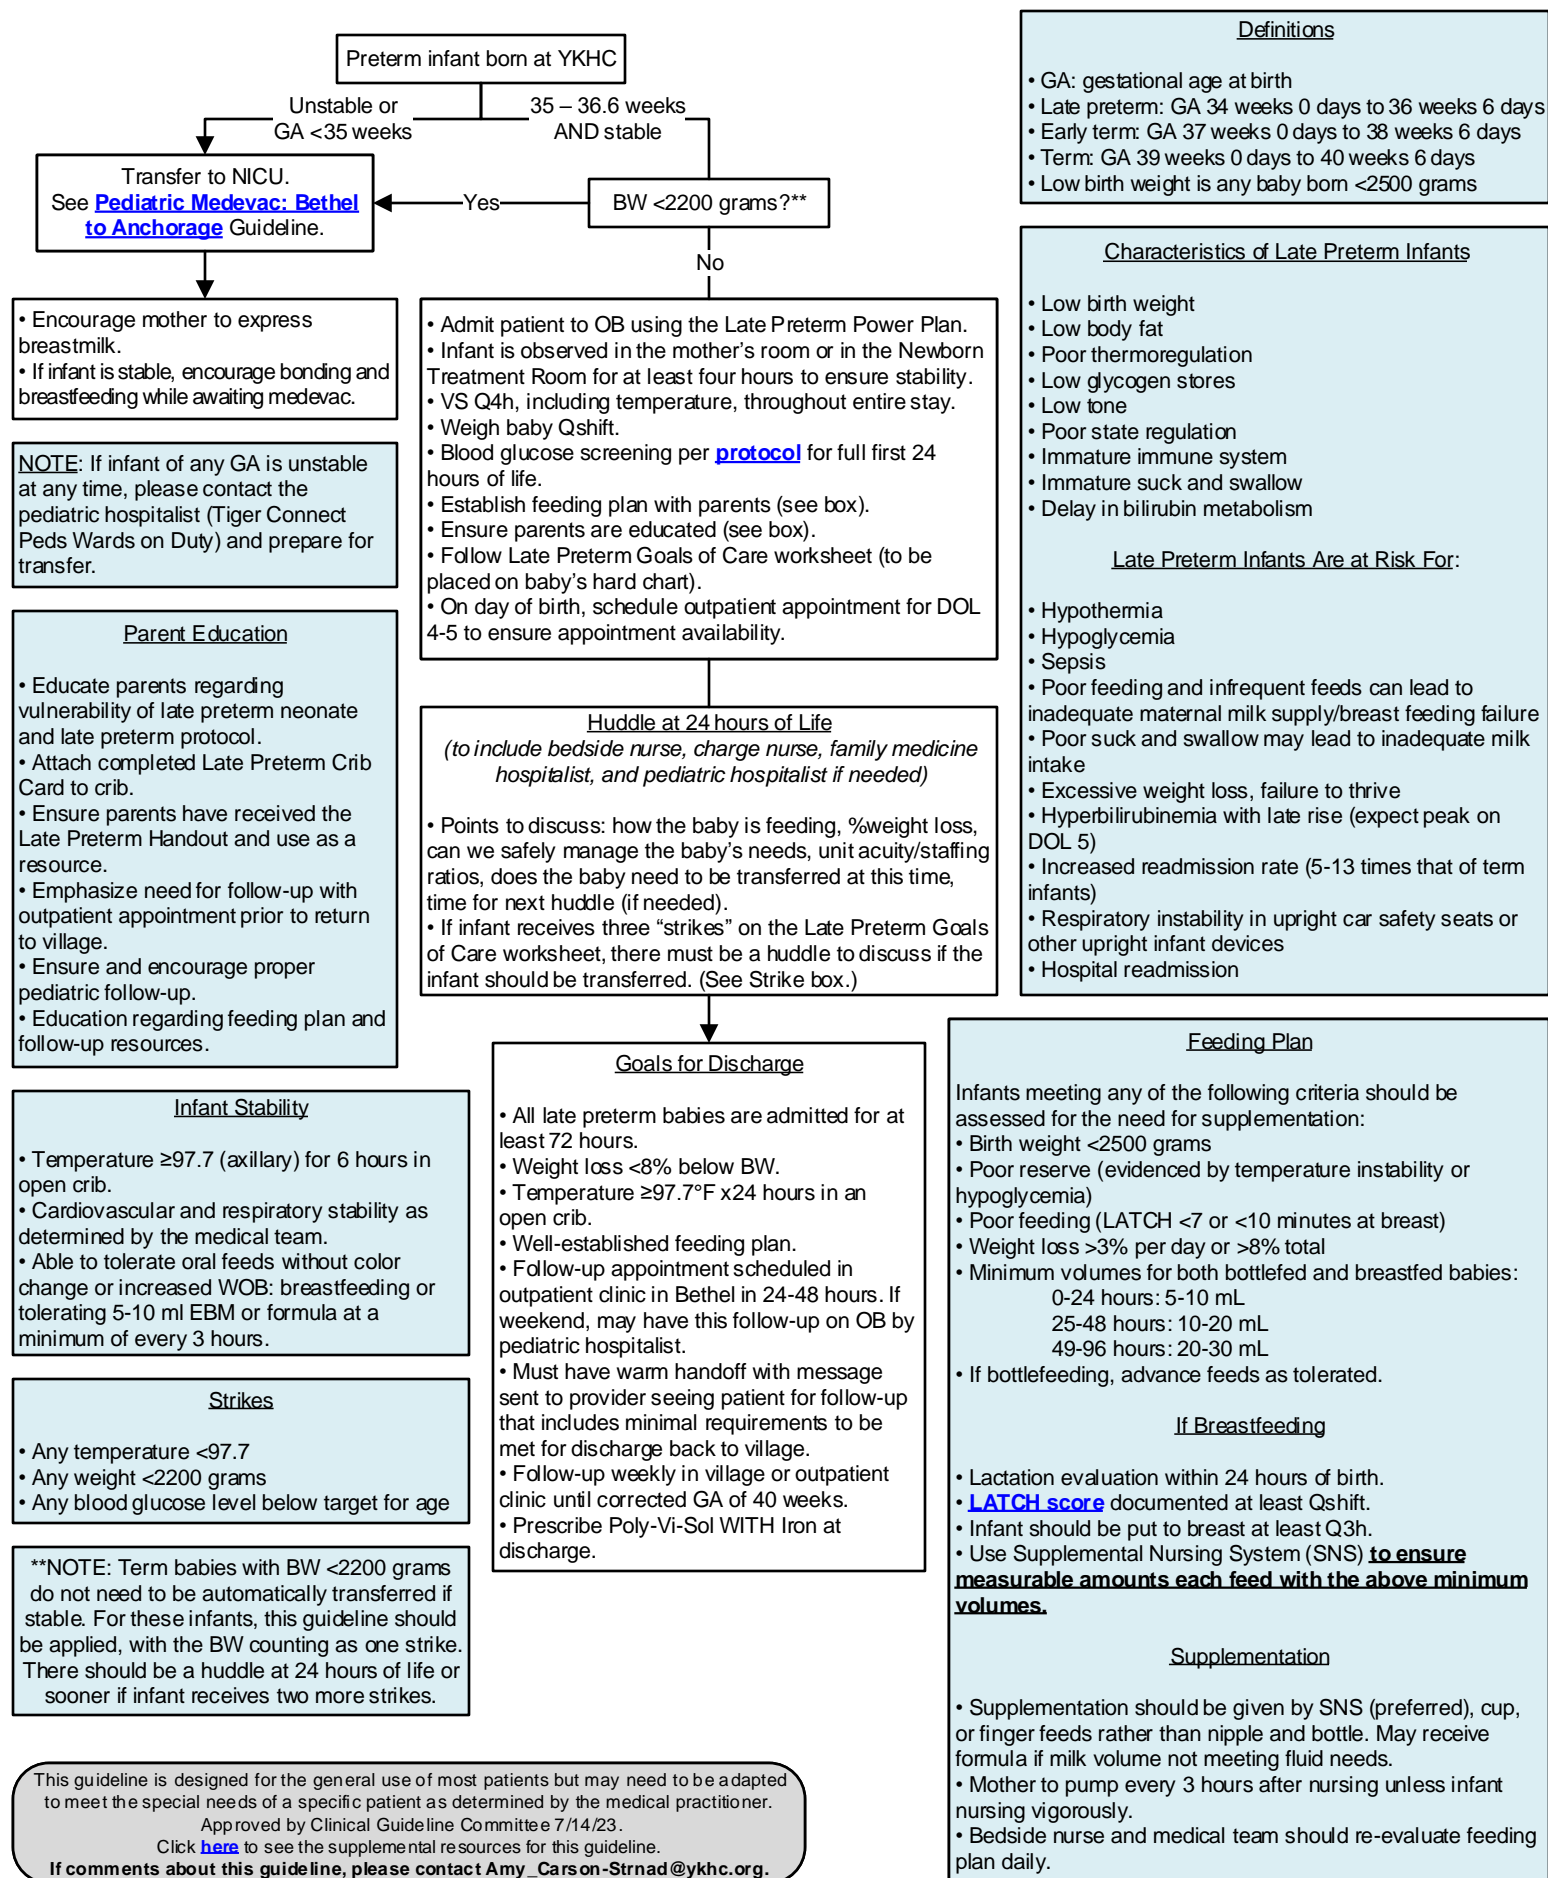 Preterm infant born at YKHC
Unstable or
GA <35 weeks
35 – 36.6 weeks
AND stable
Transfer to NICU.
See Pediatric Medevac: Bethel
to Anchorage Guideline.
Yes
BW <2200 grams?**
No
• Encourage mother to express
breastmilk.
• If infant is stable, encourage bonding and
breastfeeding while awaiting medevac.
NOTE: If infant of any GA is unstable
at any time, please contact the
pediatric hospitalist (Tiger Connect
Peds Wards on Duty) and prepare for
transfer.
Parent Education
• Educate parents regarding
vulnerability of late preterm neonate
and late preterm protocol.
• Attach completed Late Preterm Crib
Card to crib.
• Ensure parents have received the
Late Preterm Handout and use as a
resource.
• Emphasize need for follow-up with
outpatient appointment prior to return
to village.
• Ensure and encourage proper
pediatric follow-up.
• Education regarding feeding plan and
follow-up resources.
Infant Stability
• Temperature ≥97.7 (axillary) for 6 hours in
open crib.
• Cardiovascular and respiratory stability as
determined by the medical team.
• Able to tolerate oral feeds without color
change or increased WOB: breastfeeding or
tolerating 5-10 ml EBM or formula at a
minimum of every 3 hours.
Strikes
• Any temperature <97.7
• Any weight <2200 grams
• Any blood glucose level below target for age
**NOTE: Term babies with BW <2200 grams
do not need to be automatically transferred if
stable. For these infants, this guideline should
be applied, with the BW counting as one strike.
There should be a huddle at 24 hours of life or
sooner if infant receives two more strikes.
• Admit patient to OB using the Late Preterm Power Plan.
• Infant is observed in the mother's room or in the Newborn
Treatment Room for at least four hours to ensure stability.
• VS Q4h, including temperature, throughout entire stay.
• Weigh baby Qshift.
• Blood glucose screening per protocol for full first 24
hours of life.
• Establish feeding plan with parents (see box).
• Ensure parents are educated (see box).
• Follow Late Preterm Goals of Care worksheet (to be
placed on baby's hard chart).
• On day of birth, schedule outpatient appointment for DOL
4-5 to ensure appointment availability.
Huddle at 24 hours of Life
(to include bedside nurse, charge nurse, family medicine
hospitalist, and pediatric hospitalist if needed)
• Points to discuss: how the baby is feeding, %weight loss,
can we safely manage the baby's needs, unit acuity/staffing
ratios, does the baby need to be transferred at this time,
time for next huddle (if needed).
• If infant receives three “strikes” on the Late Preterm Goals
of Care worksheet, there must be a huddle to discuss if the
infant should be transferred. (See Strike box.)
Goals for Discharge
• All late preterm babies are admitted for at
least 72 hours.
• Weight loss <8% below BW.
• Temperature ≥97.7°F x24 hours in an
open crib.
• Well-established feeding plan.
• Follow-up appointment scheduled in
outpatient clinic in Bethel in 24-48 hours. If
weekend, may have this follow-up on OB by
pediatric hospitalist.
• Must have warm handoff with message
sent to provider seeing patient for follow-up
that includes minimal requirements to be
met for discharge back to village.
• Follow-up weekly in village or outpatient
clinic until corrected GA of 40 weeks.
• Prescribe Poly-Vi-Sol WITH Iron at
discharge.
Definitions
• GA: gestational age at birth
• Late preterm: GA 34 weeks 0 days to 36 weeks 6 days
• Early term: GA 37 weeks 0 days to 38 weeks 6 days
• Term: GA 39 weeks 0 days to 40 weeks 6 days
• Low birth weight is any baby born <2500 grams
Characteristics of Late Preterm Infants
• Low birth weight
• Low body fat
• Poor thermoregulation
• Low glycogen stores
• Low tone
• Poor state regulation
• Immature immune system
• Immature suck and swallow
• Delay in bilirubin metabolism
Late Preterm Infants Are at Risk For:
• Hypothermia
• Hypoglycemia
• Sepsis
• Poor feeding and infrequent feeds can lead to
inadequate maternal milk supply/breast feeding failure
• Poor suck and swallow may lead to inadequate milk
intake
• Excessive weight loss, failure to thrive
• Hyperbilirubinemia with late rise (expect peak on
DOL 5)
• Increased readmission rate (5-13 times that of term
infants)
• Respiratory instability in upright car safety seats or
other upright infant devices
• Hospital readmission
Feeding Plan
Infants meeting any of the following criteria should be
assessed for the need for supplementation:
• Birth weight <2500 grams
• Poor reserve (evidenced by temperature instability or
hypoglycemia)
• Poor feeding (LATCH <7 or <10 minutes at breast)
• Weight loss >3% per day or >8% total
• Minimum volumes for both bottlefed and breastfed babies:
0-24 hours: 5-10 mL
25-48 hours: 10-20 mL
49-96 hours: 20-30 mL
• If bottlefeeding, advance feeds as tolerated.
If Breastfeeding
• Lactation evaluation within 24 hours of birth.
• LATCH score documented at least Qshift.
• Infant should be put to breast at least Q3h.
• Use Supplemental Nursing System (SNS) to ensure
measurable amounts each feed with the above minimum
volumes.
Supplementation
• Supplementation should be given by SNS (preferred), cup,
or finger feeds rather than nipple and bottle. May receive
formula if milk volume not meeting fluid needs.
• Mother to pump every 3 hours after nursing unless infant
nursing vigorously.
• Bedside nurse and medical team should re-evaluate feeding
plan daily.
This guideline is designed for the general use of most patients but may need to be adapted
to meet the special needs of a specific patient as determined by the medical practitioner.
Approved by Clinical Guideline Committee 7/14/23.
Click here to see the supplemental resources for this guideline.
If comments about this guideline, please contact Amy_Carson-Strnad@ykhc.org.